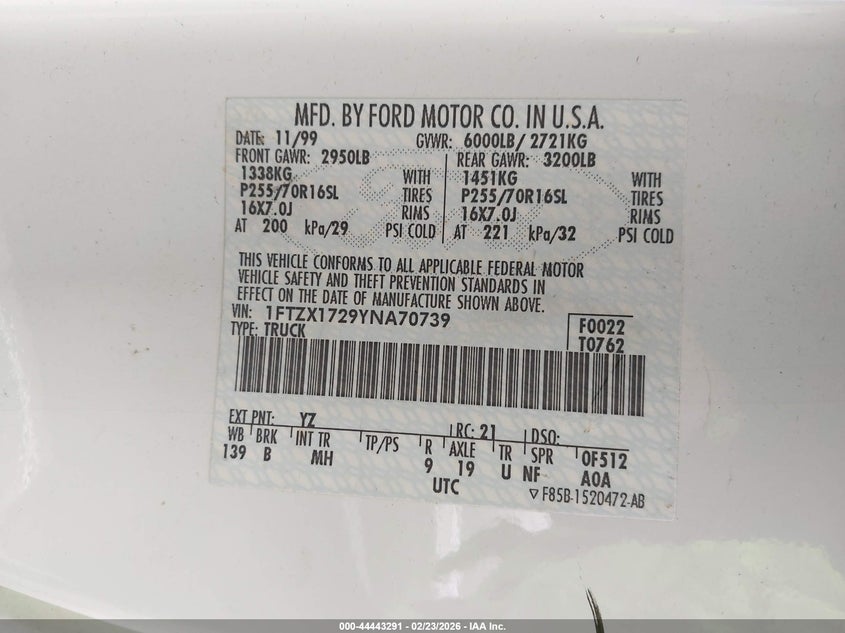 MFD. BY FORD MOTOR CO. IN U.S.A.
DATE: 11/99 GVWR: 6000LB/ 2721KG
FRONT GAWR: 2950LB REAR GAWR: 3200LB
1338KG WITH 1451KG WITH
P255/70R16SL TIRES P255/70R16SL TIRES
16X7.0J RIMS 16X7.0J RIMS
AT 200 kPa/29 PSI COLD AT 221 kPa/32 PSI COLD
THIS VEHICLE CONFORMS TO ALL APPLICABLE FEDERAL MOTOR
VEHICLE SAFETY AND THEFT PREVENTION STANDARDS IN
EFFECT ON THE DATE OF MANUFACTURE SHOWN ABOVE.
VIN: 1FTZX1729YNA70739 F0022
TYPE: TRUCK T0762
EXT PNT: YZ RC: 21 DSO:
WB BRK INT TR TP/PS R AXLE TR SPR 0F512
139 B MH 9 19 U NF A0A
UTC ▽ F85B-1520472-AB
000-44443291 - 02/23/2026 - IAA Inc.